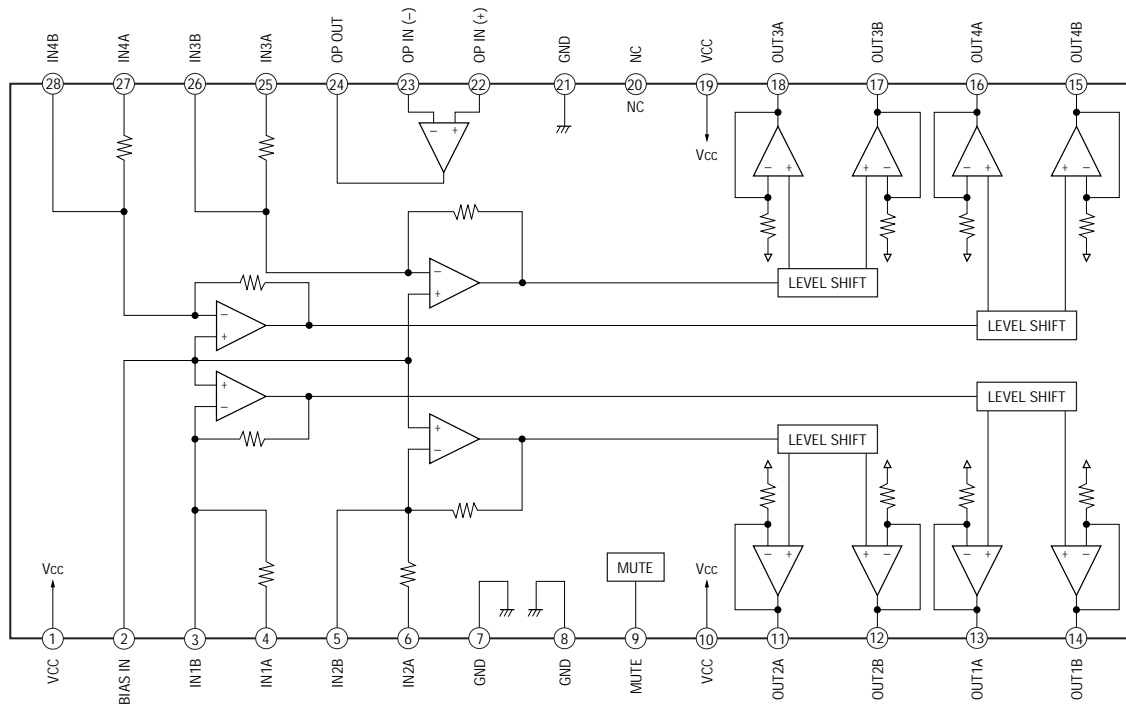 IN4B
IN4A
IN3B
IN3A
OP OUT
OP IN (−)
OP IN (+)
GND
NC
VCC
OUT3A
OUT3B
OUT4A
OUT4B
28
27
26
25
24
23
22
21
20
19
18
17
16
15
NC
− +
Vcc
− +
+ −
− +
+ −
−
+
LEVEL SHIFT
−
+
LEVEL SHIFT
+
−
LEVEL SHIFT
+
−
LEVEL SHIFT
− +
+ −
− +
+ −
Vcc
MUTE
Vcc
1
2
3
4
5
6
7
8
9
10
11
12
13
14
VCC
BIAS IN
IN1B
IN1A
IN2B
IN2A
GND
GND
MUTE
VCC
OUT2A
OUT2B
OUT1A
OUT1B